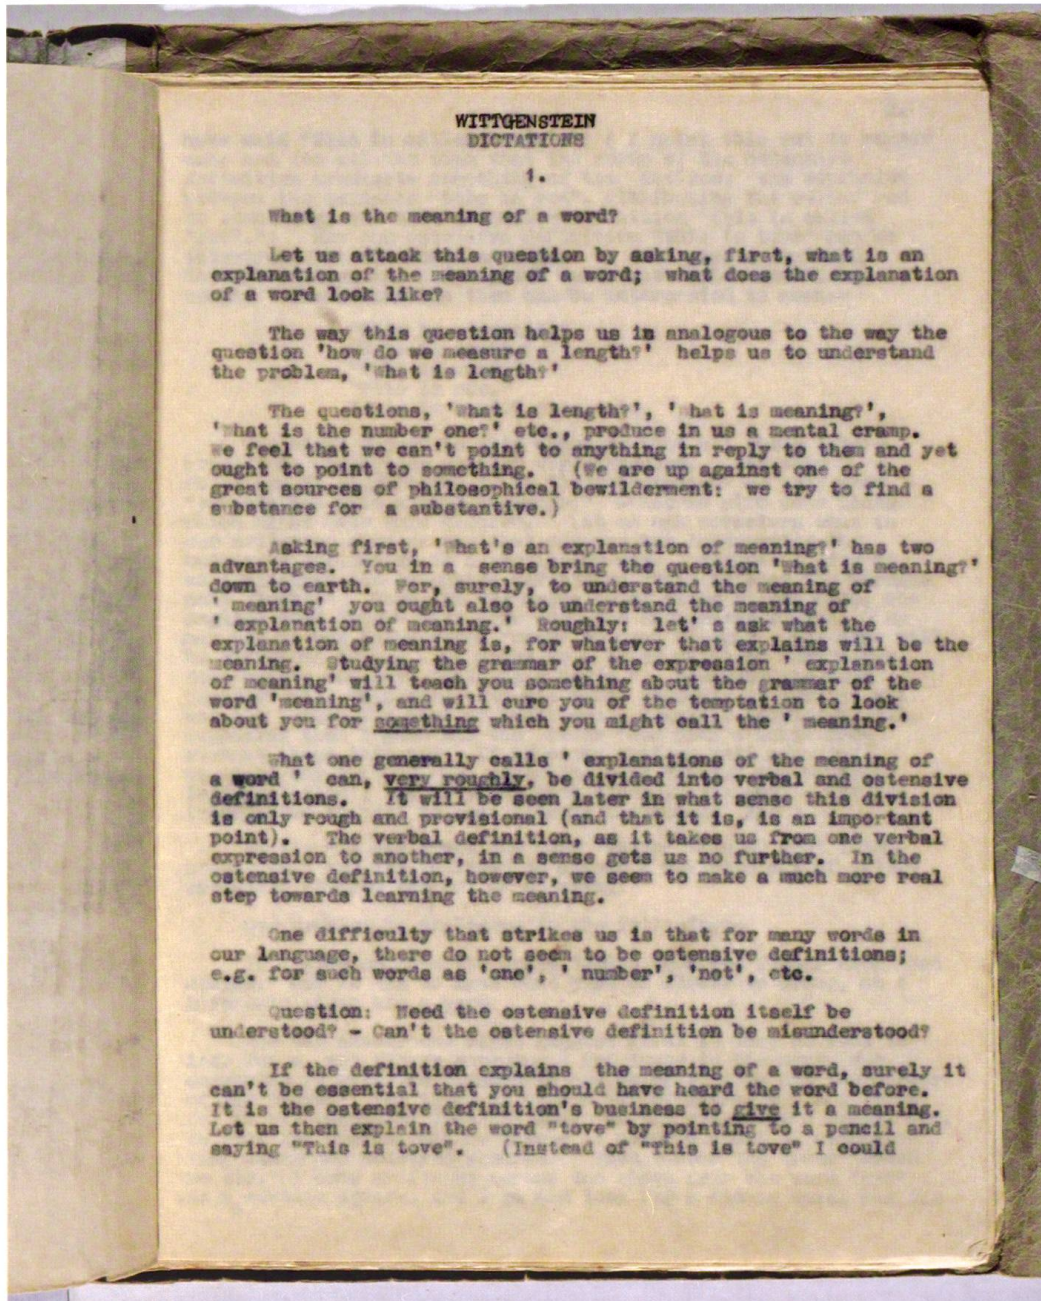 WITTGENSTEIN
DICTATIONS
1.
What is the meaning of a word?
Let us attack this question by asking, first, what is an
explanation of the meaning of a word; what does the explanation
of a word look like?
The way this question helps us is analogous to the way the
question 'how do we measure a length?' helps us to understand
the problem, 'What is length?'
The questions, 'What is length?', 'What is meaning?',
'What is the number one?' etc., produce in us a mental cramp.
We feel that we can't point to anything in reply to them and yet
ought to point to something. (We are up against one of the
great sources of philosophical bewilderment: we try to find a
substance for a substantive.)
Asking first, 'What's an explanation of meaning?' has two
advantages. You in a sense bring the question 'What is meaning?'
down to earth. For, surely, to understand the meaning of
' meaning' you ought also to understand the meaning of
' explanation of meaning.' Roughly: let' s ask what the
explanation of meaning is, for whatever that explains will be the
meaning. Studying the grammar of the expression ' explanation
of meaning' will teach you something about the grammar of the
word 'meaning', and will cure you of the temptation to look
about you for something which you might call the ' meaning.'
What one generally calls ' explanations of the meaning of
a word ' can, very roughly, be divided into verbal and ostensive
definitions. It will be seen later in what sense this division
is only rough and provisional (and that it is, is an important
point). The verbal definition, as it takes us from one verbal
expression to another, in a sense gets us no further. In the
ostensive definition, however, we seem to make a much more real
step towards learning the meaning.
One difficulty that strikes us is that for many words in
our language, there do not seem to be ostensive definitions;
e.g. for such words as 'one', ' number', 'not', etc.
Question: Need the ostensive definition itself be
understood? - Can't the ostensive definition be misunderstood?
If the definition explains the meaning of a word, surely it
can't be essential that you should have heard the word before.
It is the ostensive definition's business to give it a meaning.
Let us then explain the word "tove" by pointing to a pencil and
saying "This is tove". (Instead of "This is tove" I could